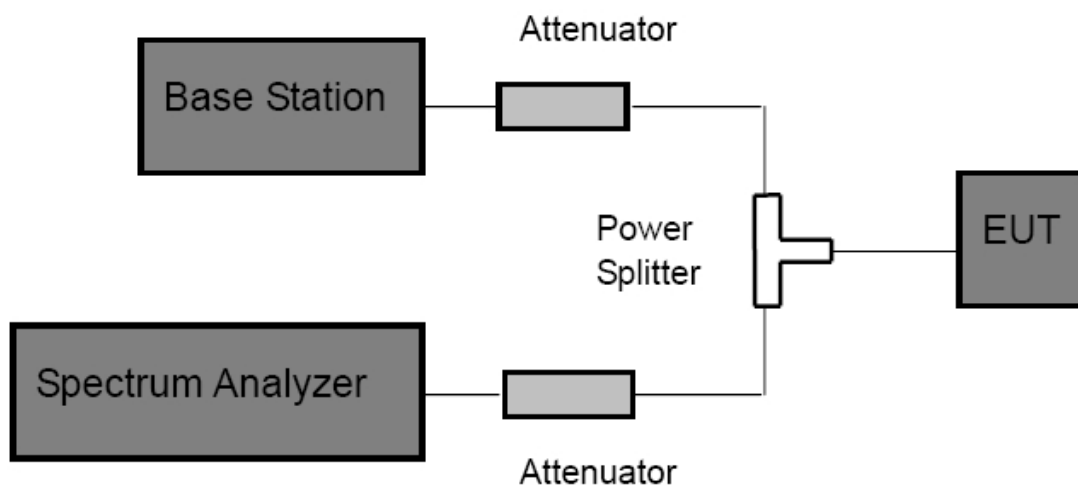 Attenuator
Base Station
Power
Splitter
EUT
Spectrum Analyzer
Attenuator